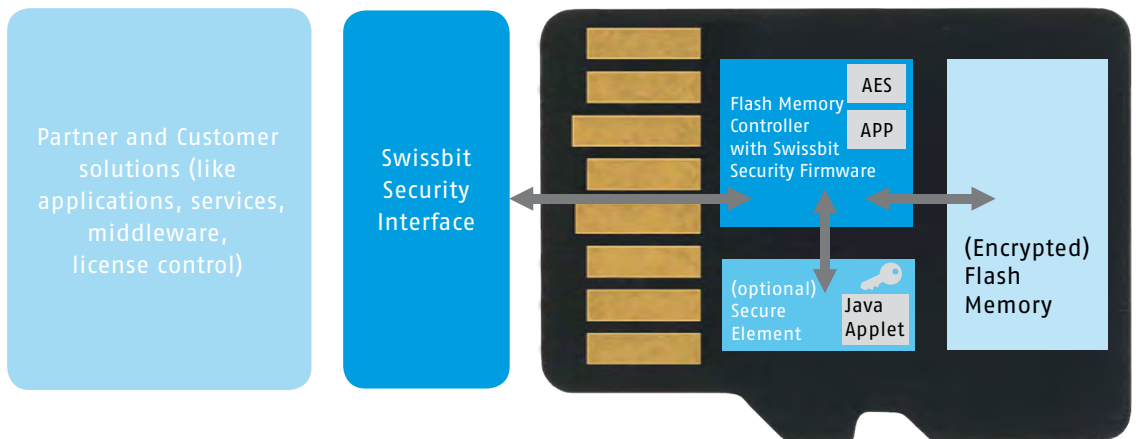 Partner and Customer
solutions (like
applications, services,
middleware,
license control)
Swissbit
Security
Interface
Flash Memory
Controller
with Swissbit
Security Firmware
AES
APP
(optional)
Secure
Element
Java
Applet
(Encrypted)
Flash
Memory